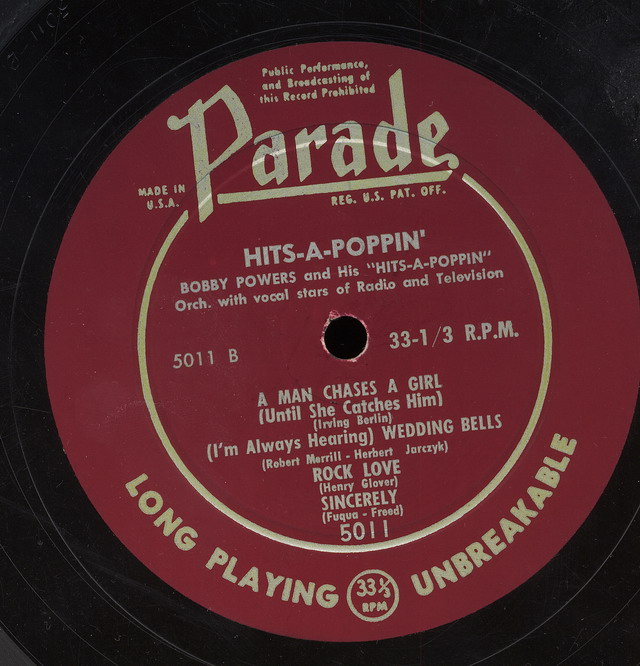 Public Performance,
and Broadcasting of
this Record Prohibited
Parade
MADE IN
U.S.A.
REG. U.S. PAT. OFF.
HITS-A-POPPIN'
BOBBY POWERS and His "HITS-A-POPPIN"
Orch. with vocal stars of Radio and Television
5011 B
33-1/3 R.P.M.
A MAN CHASES A GIRL
(Until She Catches Him)
(Irving Berlin)
(I'm Always Hearing) WEDDING BELLS
(Robert Merrill - Herbert Jarczyk)
ROCK LOVE
(Henry Glover)
SINCERELY
(Fuqua - Freed)
5011
LONG PLAYING 33⅓ RPM UNBREAKABLE